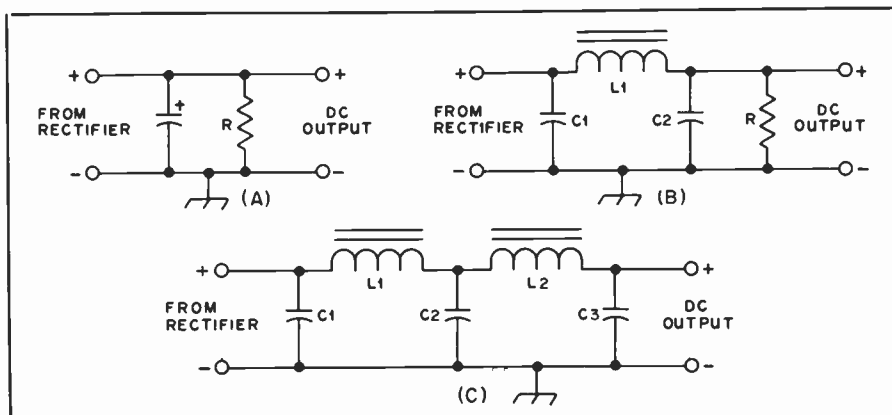 + + 
FROM RECTIFIER
+
R
DC OUTPUT
- -
(A)
+ L1 +
FROM RECTIFIER
C1
C2
R
DC OUTPUT
- -
(B)
+ L1 L2 +
FROM RECTIFIER
C1
C2
C3
DC OUTPUT
- -
(C)